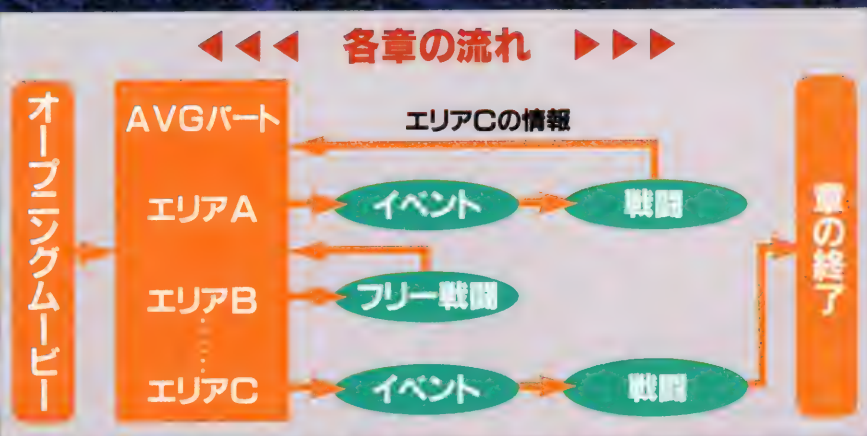 ◀◀◀ 各章の流れ ▶▶▶
オープニングムービー
AVGパート
エリアCの情報
エリアA
イベント
戦闘
エリアB
フリー戦闘
エリアC
イベント
戦闘
章の終了